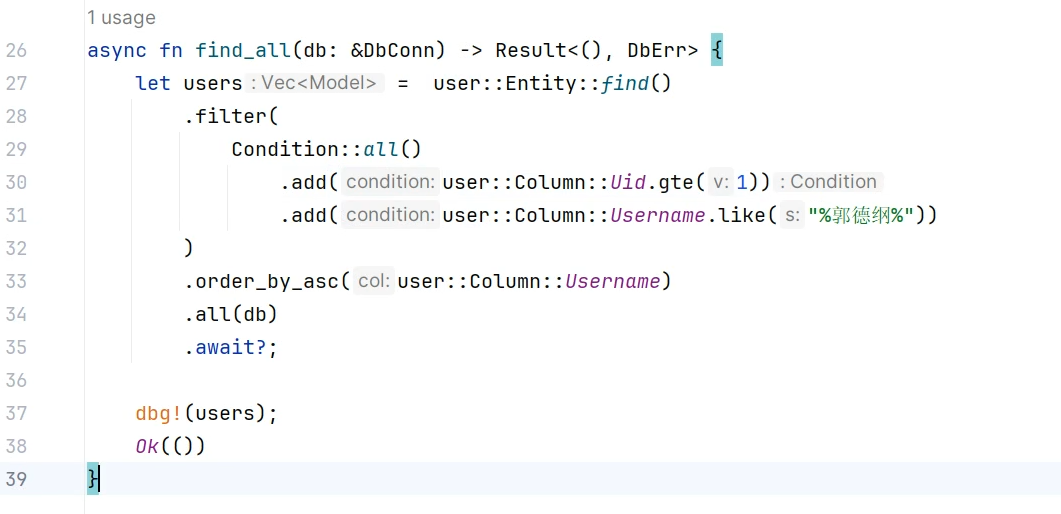 1 usage
26 async fn find_all(db: &DbConn) -> Result<(), DbErr> {
27 let users : Vec<Model> = user::Entity::find()
28 .filter(
29 Condition::all()
30 .add( condition: user::Column::Uid.gte( v: 1)) : Condition
31 .add( condition: user::Column::Username.like( s: "%郭德纲%"))
32 )
33 .order_by_asc( col: user::Column::Username)
34 .all(db)
35 .await?;
36
37 dbg!(users);
38 Ok(())
39 }